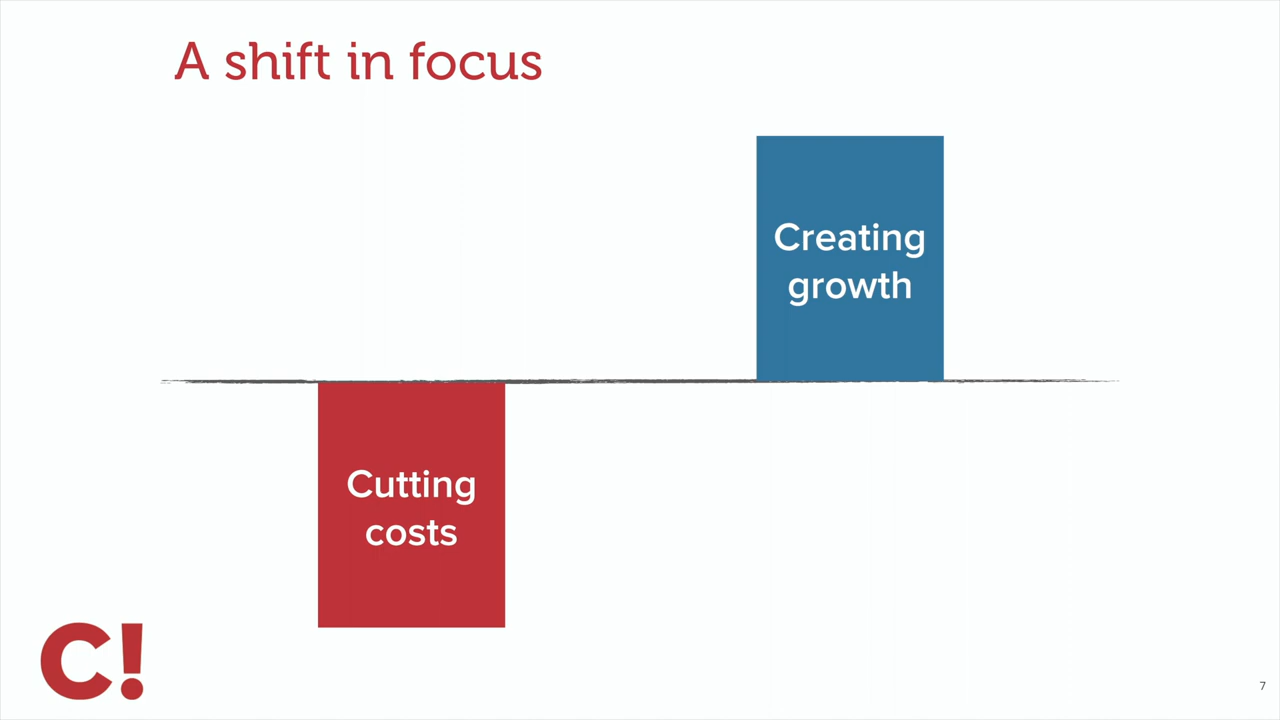 A shift in focus
Creating
growth
Cutting
costs
C!
7